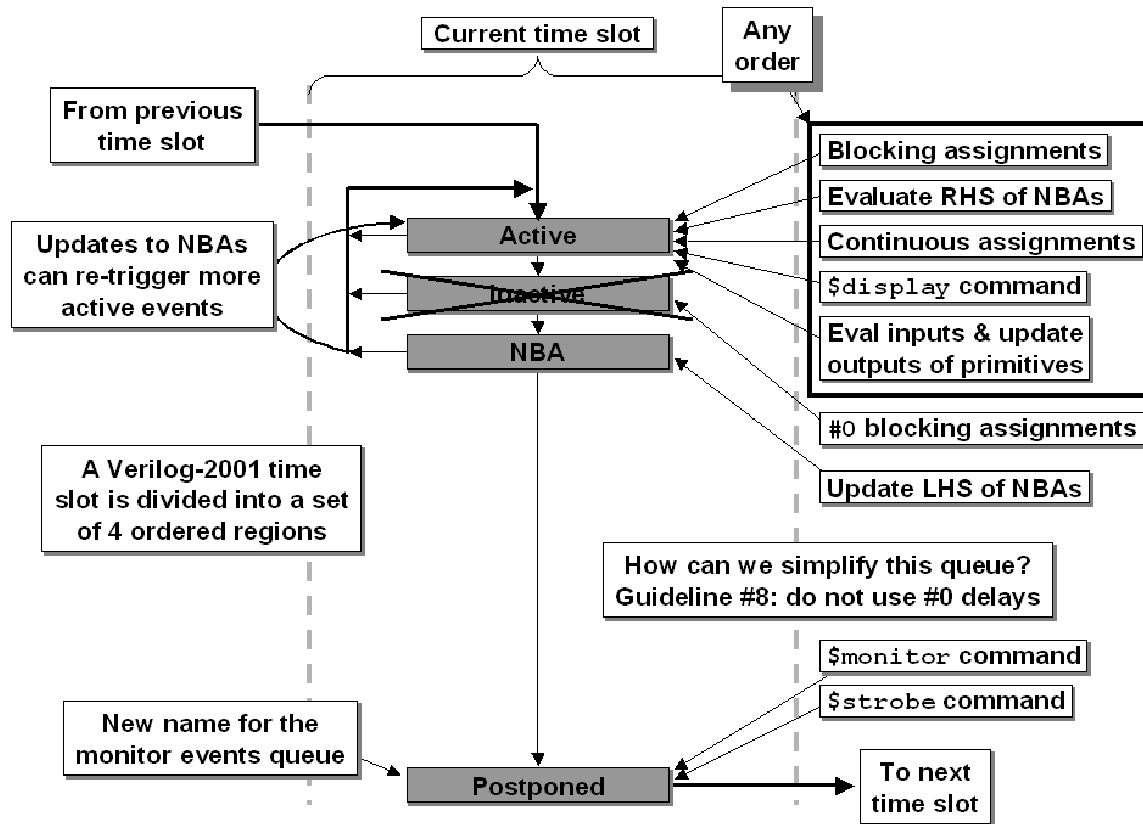 Current time slot
Any
order
From previous
time slot
Blocking assignments
Evaluate RHS of NBAs
Updates to NBAs
can re-trigger more
active events
Active
Continuous assignments
Inactive
$display command
NBA
Eval inputs & update
outputs of primitives
#0 blocking assignments
A Verilog-2001 time
slot is divided into a set
of 4 ordered regions
Update LHS of NBAs
How can we simplify this queue?
Guideline #8: do not use #0 delays
$monitor command
$strobe command
New name for the
monitor events queue
Postponed
To next
time slot